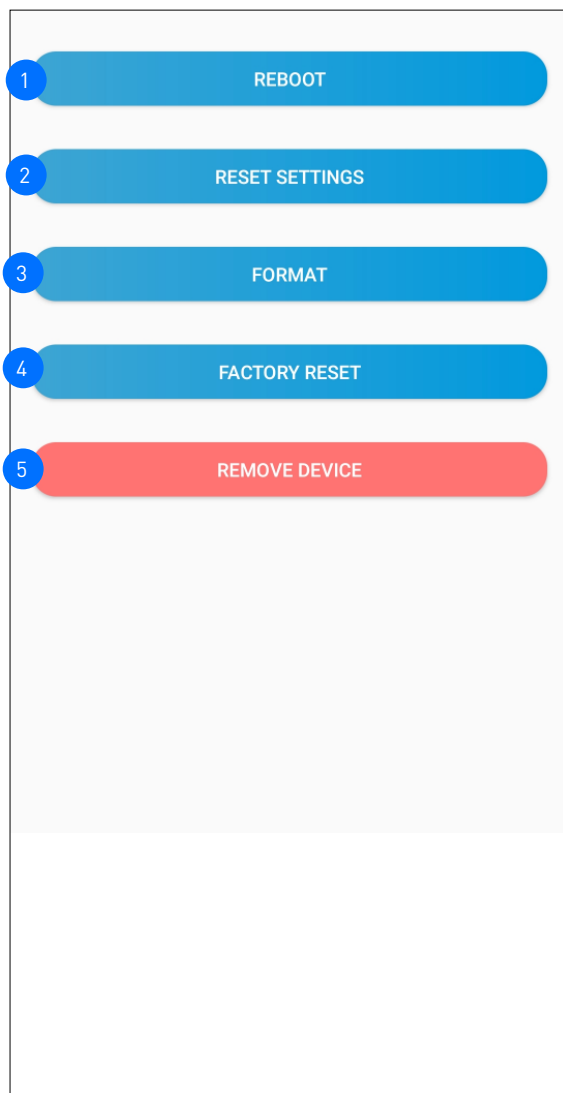 1 REBOOT
2 RESET SETTINGS
3 FORMAT
4 FACTORY RESET
5 REMOVE DEVICE